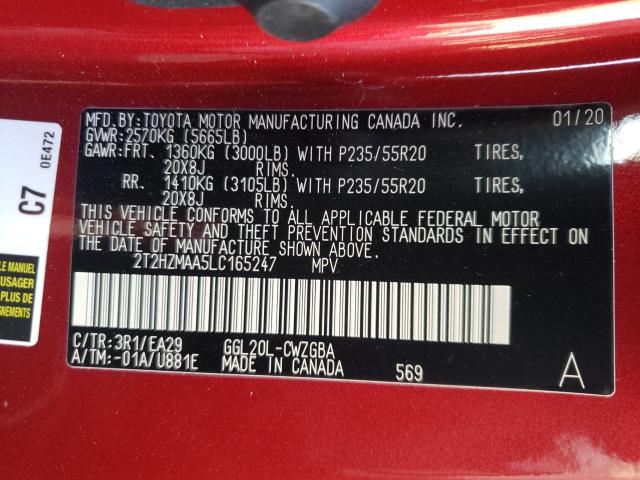 MFD.BY:TOYOTA MOTOR MANUFACTURING CANADA INC. 01/20
GVWR:2570KG (5665LB)
GAWR:FRT. 1360KG (3000LB) WITH P235/55R20 TIRES,
20X8J RIMS.
RR. 1410KG (3105LB) WITH P235/55R20 TIRES,
20X8J RIMS.
THIS VEHICLE CONFORMS TO ALL APPLICABLE FEDERAL MOTOR
VEHICLE SAFETY AND THEFT PREVENTION STANDARDS IN EFFECT ON
THE DATE OF MANUFACTURE SHOWN ABOVE.
2T2HZMAA5LC165247 MPV
C/TR:3R1/EA29 GGL20L-CWZGBA
A/TM:-01A/U881E MADE IN CANADA 569 A
C7
0E472
LE MANUEL
USAGER
PLUS DE